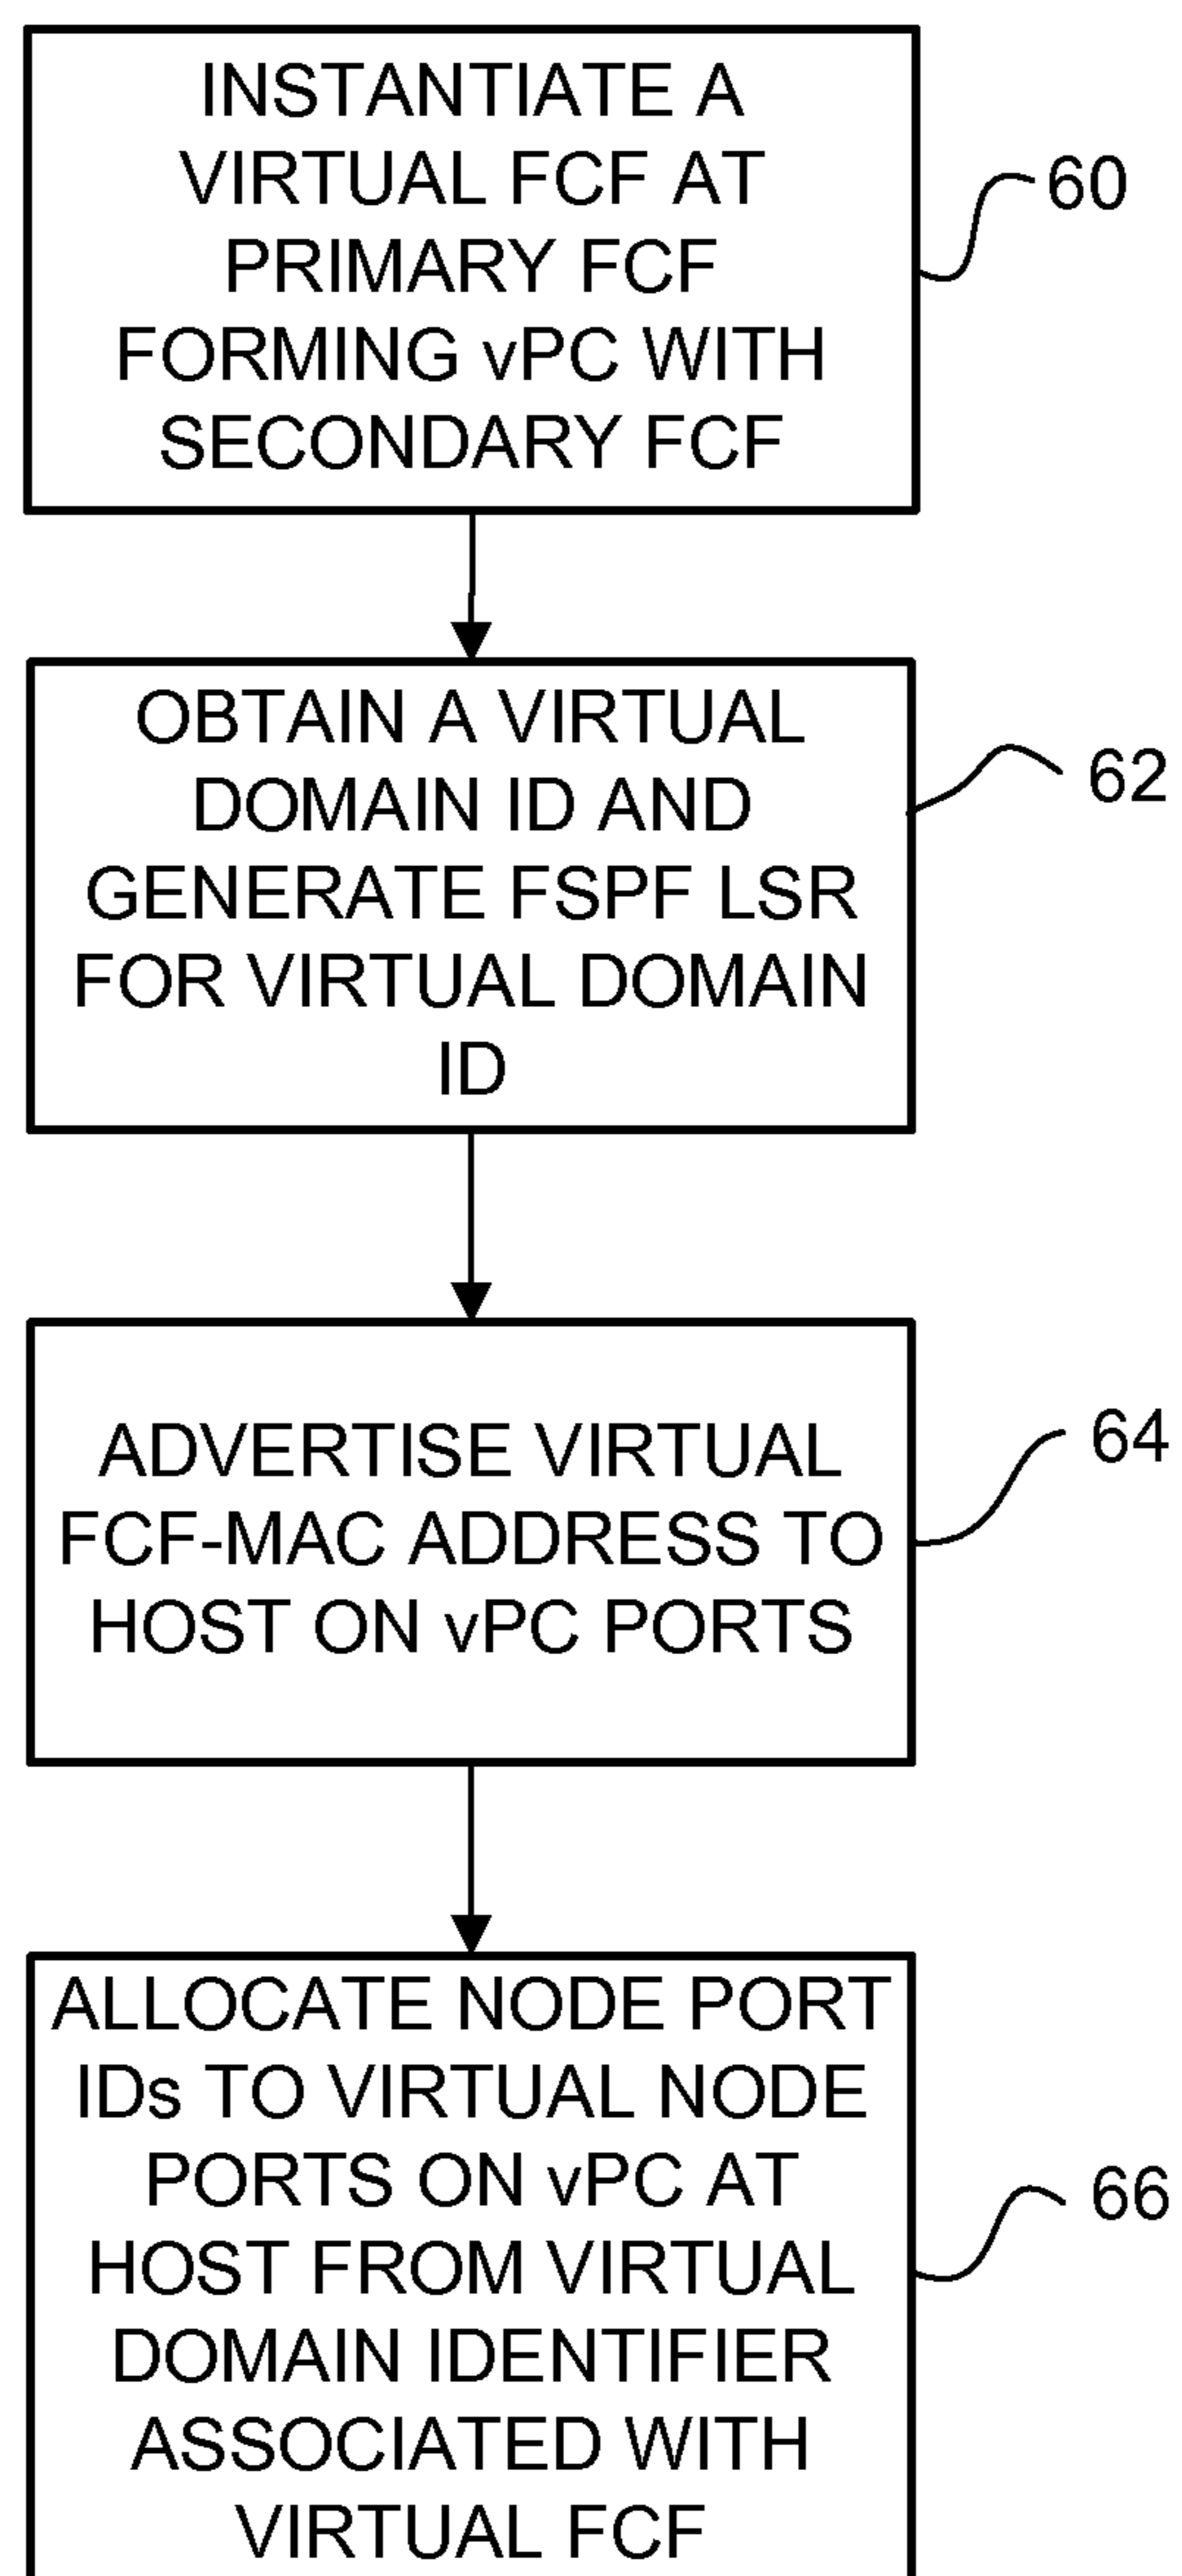 INSTANTIATE A
VIRTUAL FCF AT
PRIMARY FCF
FORMING vPC WITH
SECONDARY FCF
60
OBTAIN A VIRTUAL
DOMAIN ID AND
GENERATE FSPF LSR
FOR VIRTUAL DOMAIN
ID
62
ADVERTISE VIRTUAL
FCF-MAC ADDRESS TO
HOST ON vPC PORTS
64
ALLOCATE NODE PORT
IDs TO VIRTUAL NODE
PORTS ON vPC AT
HOST FROM VIRTUAL
DOMAIN IDENTIFIER
ASSOCIATED WITH
VIRTUAL FCF
66